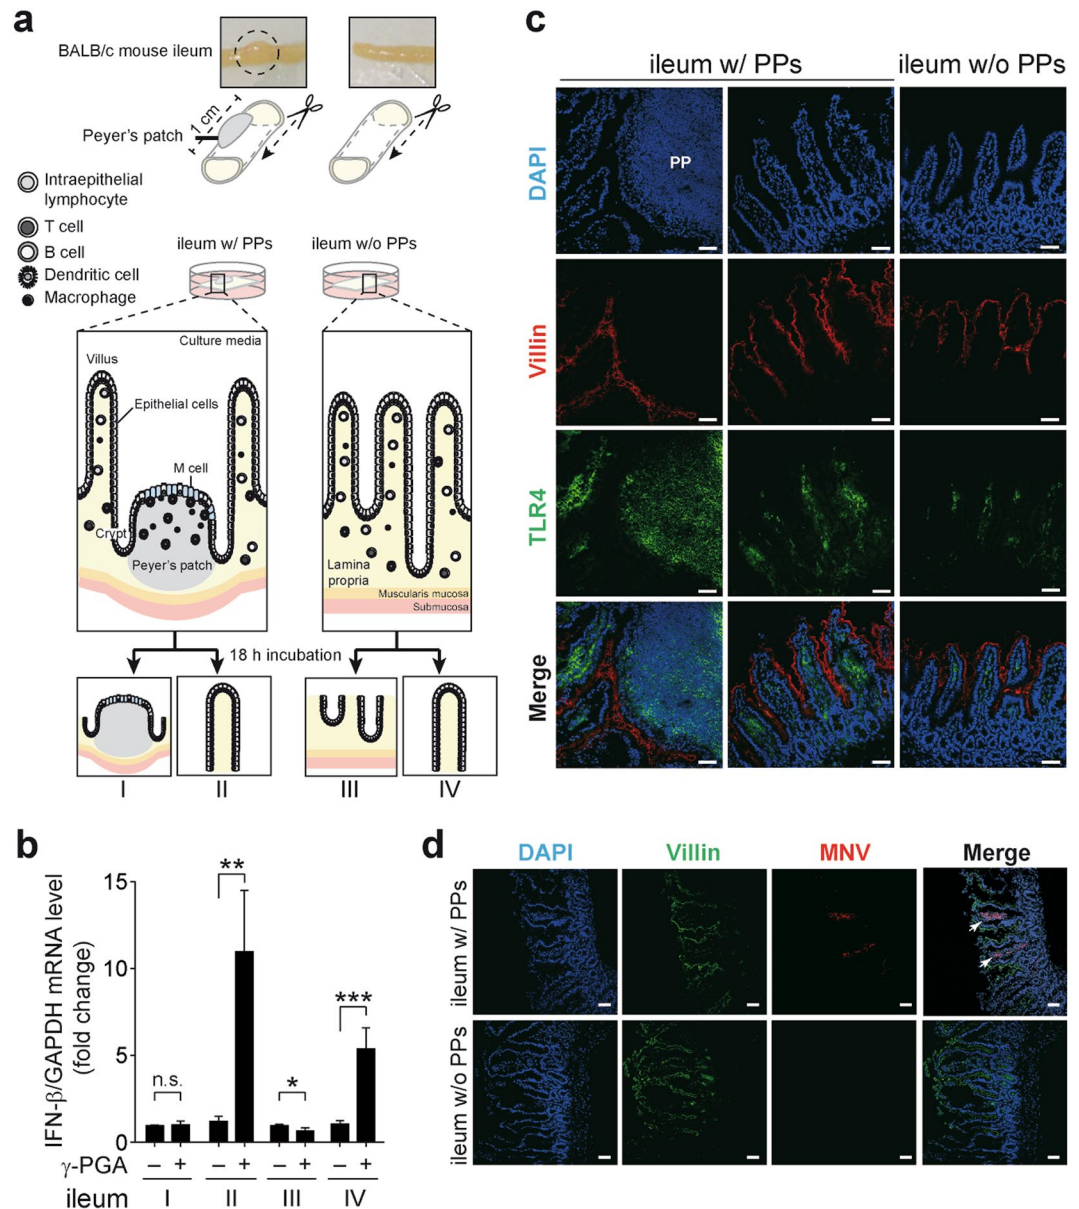 a
BALB/c mouse ileum
1 cm
Peyer's patch
Intraepithelial
lymphocyte
T cell
B cell
Dendritic cell
Macrophage
ileum w/ PPs
ileum w/o PPs
Culture media
Villus
Epithelial cells
M cell
Crypt
Peyer's patch
Lamina
propria
Muscularis mucosa
Submucosa
18 h incubation
I
II
III
IV
b
IFN-β/GAPDH mRNA level
(fold change)
15
10
5
0
n.s.
**
*
***
γ-PGA
– + – + – + – +
ileum
I II III IV
c
ileum w/ PPs
ileum w/o PPs
DAPI
PP
Villin
TLR4
Merge
d
DAPI
Villin
MNV
Merge
ileum w/ PPs
ileum w/o PPs